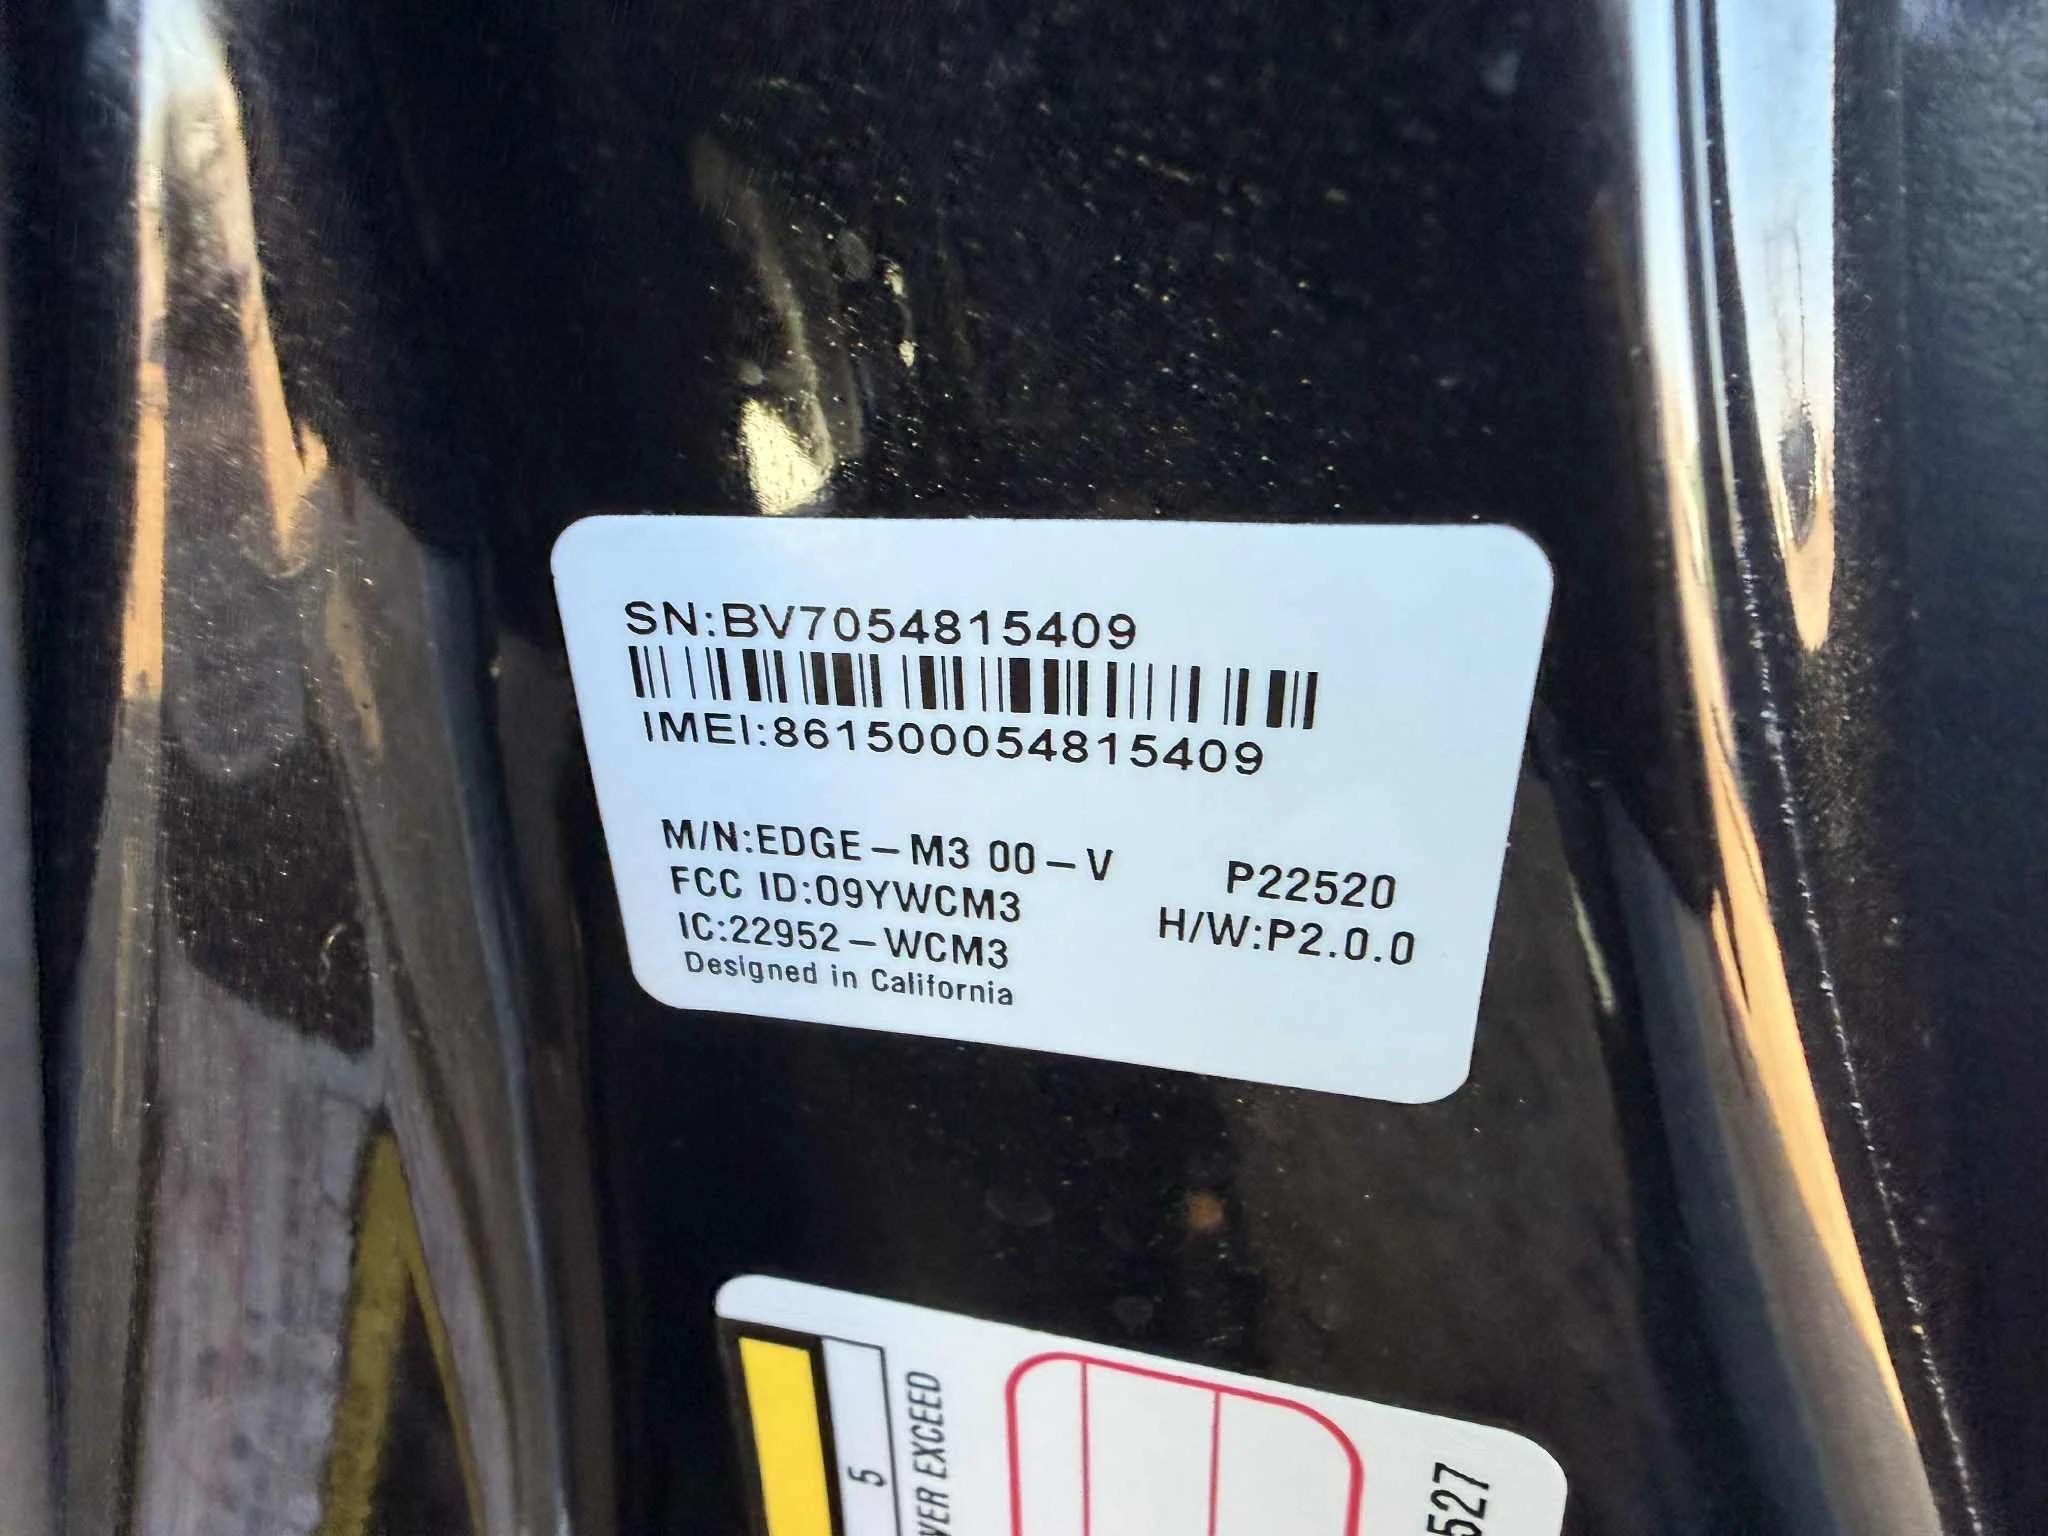 SN:BV7054815409
IMEI:861500054815409
M/N:EDGE-M3 00-V
P22520
FCC ID:09YWCM3
H/W:P2.0.0
IC:22952-WCM3
Designed in California
5
VER EXCEED
527